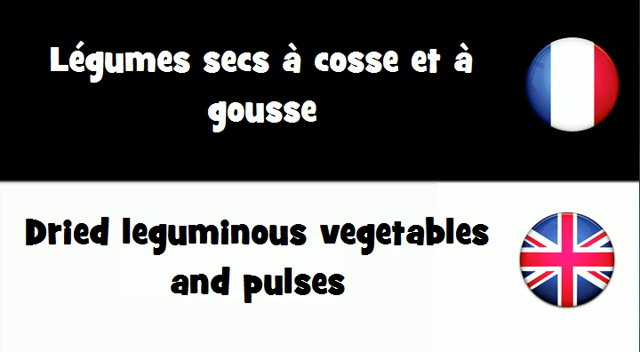 Légumes secs à cosse et à
gousse
Dried leguminous vegetables
and pulses